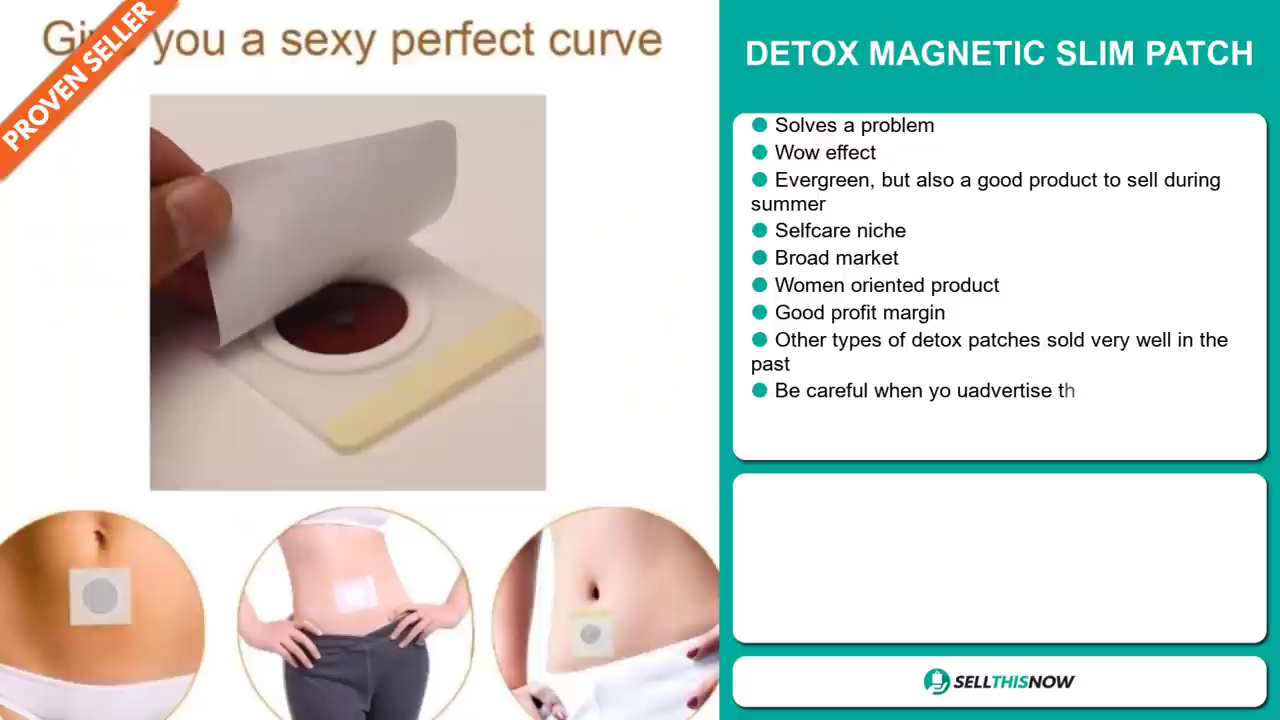 Give you a sexy perfect curve
PROVEN SELLER
DETOX MAGNETIC SLIM PATCH
Solves a problem
Wow effect
Evergreen, but also a good product to sell during
summer
Selfcare niche
Broad market
Women oriented product
Good profit margin
Other types of detox patches sold very well in the
past
Be careful when yo uadvertise th
SELLTHISNOW